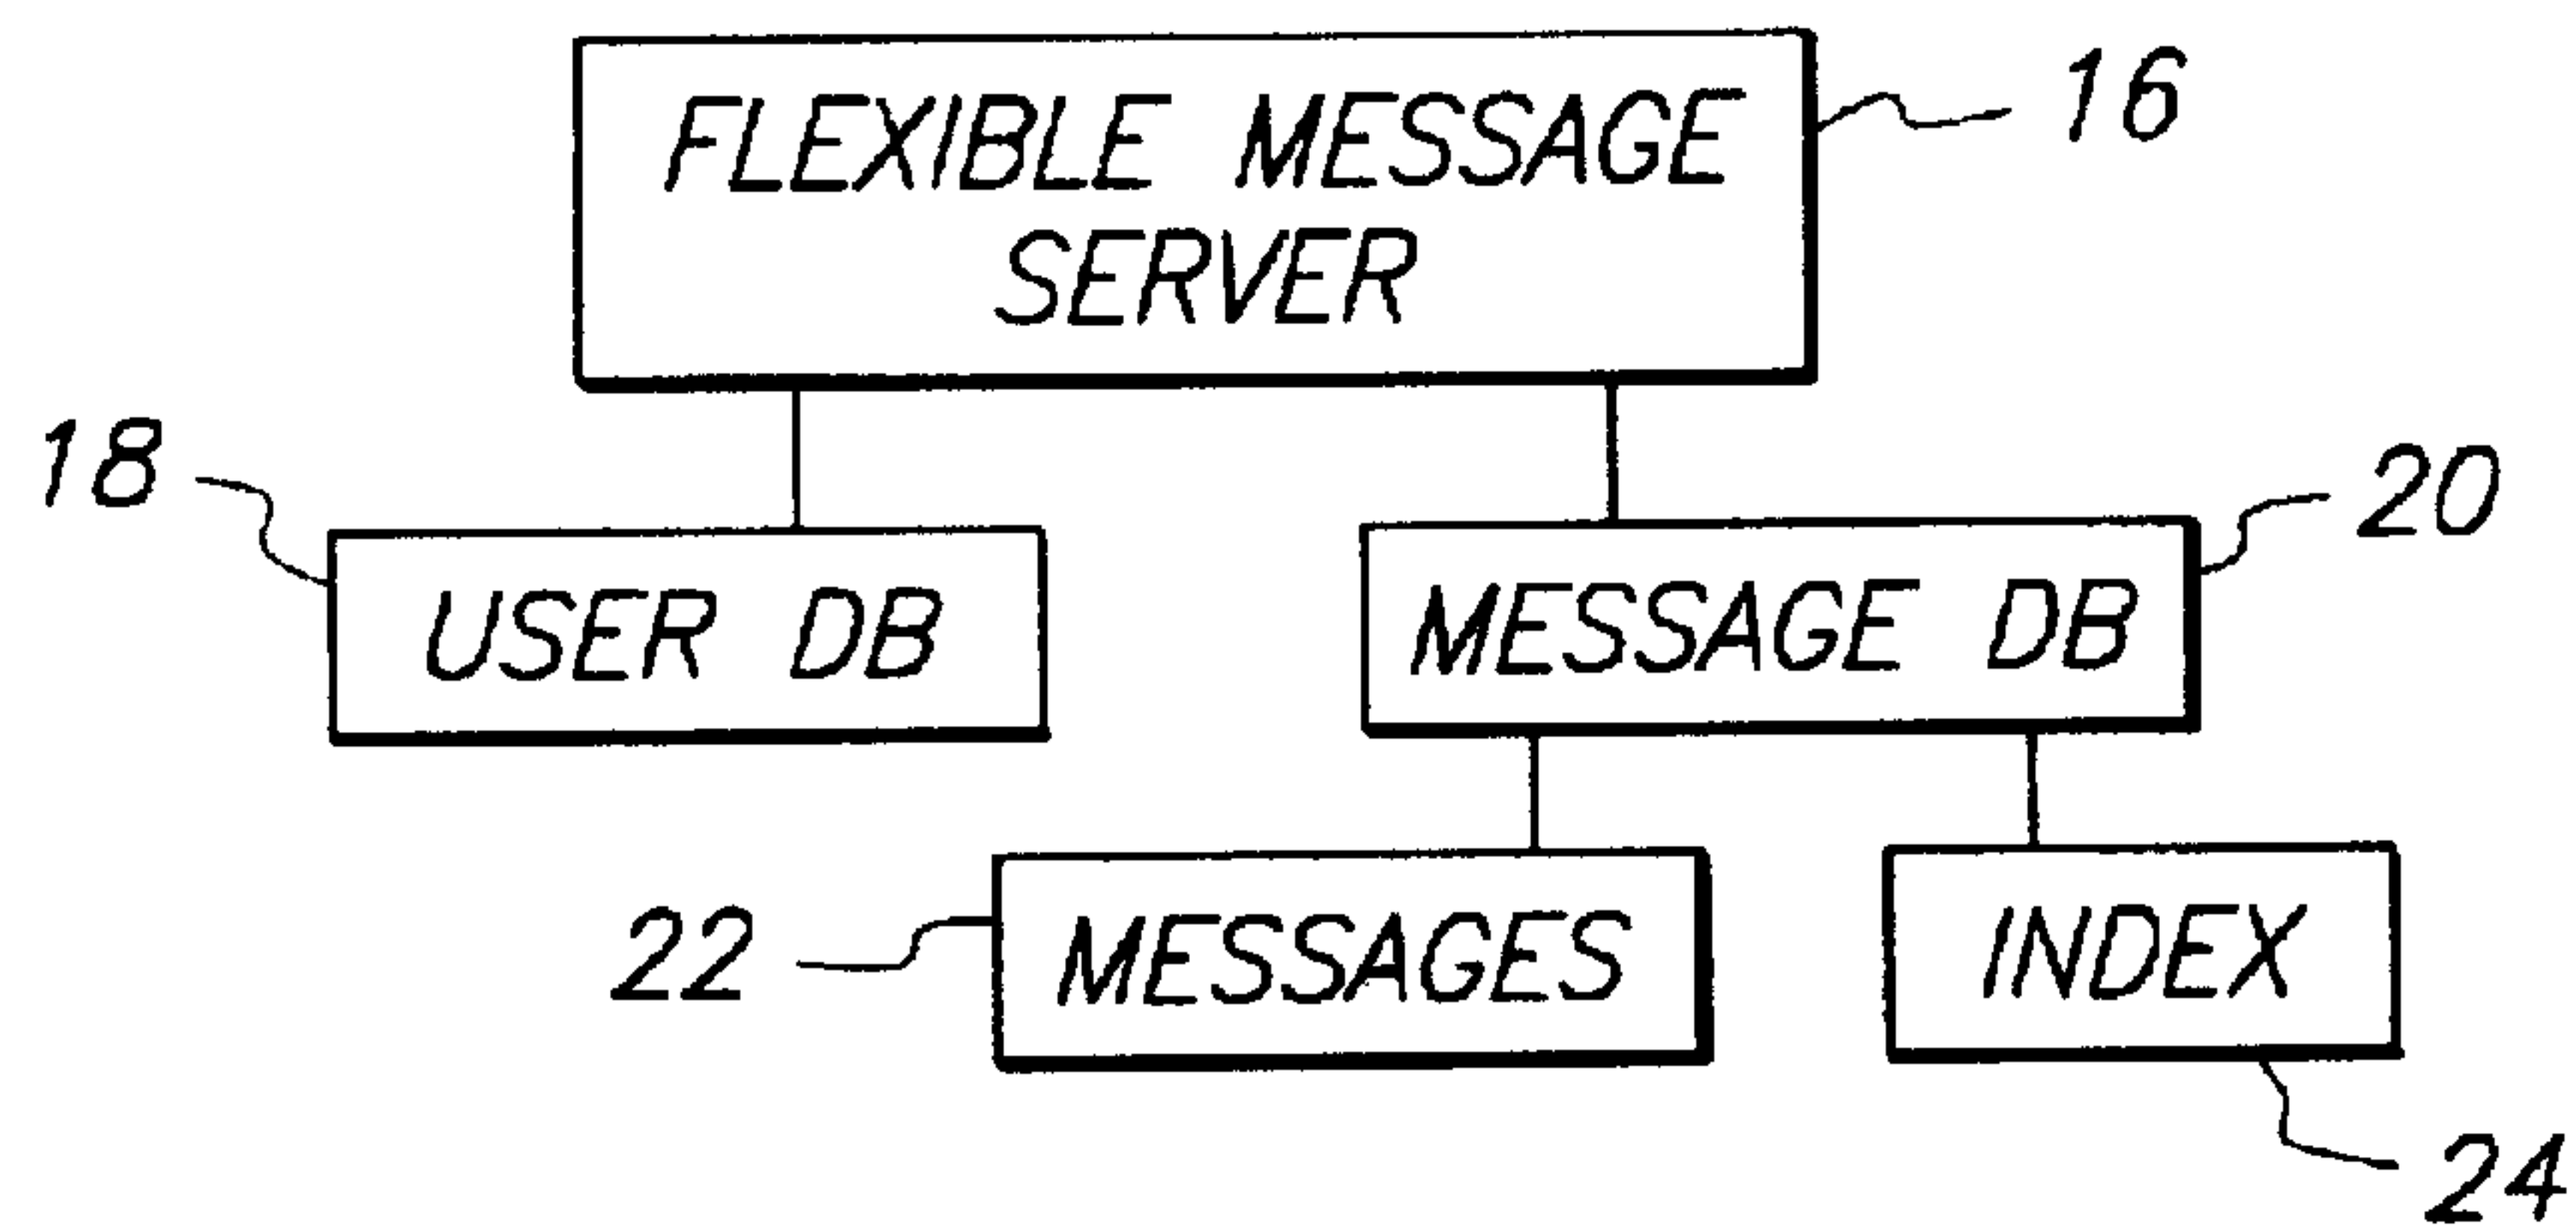 FLEXIBLE MESSAGE
SERVER
16
18
USER DB
MESSAGE DB
20
22
MESSAGES
INDEX
24